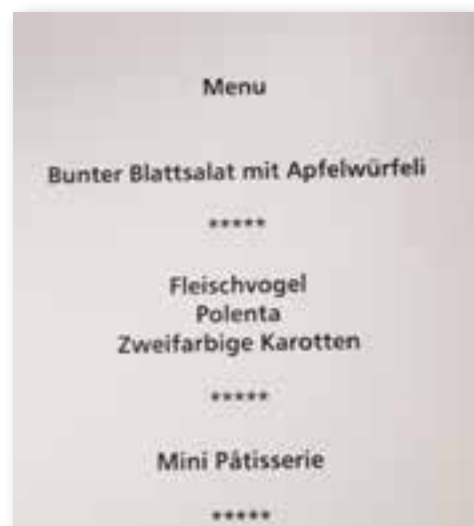 Menu
Bunter Blattsalat mit Apfelwürfeli
*****
Fleischvogel
Polenta
Zweifarbige Karotten
*****
Mini Pâtisserie
*****